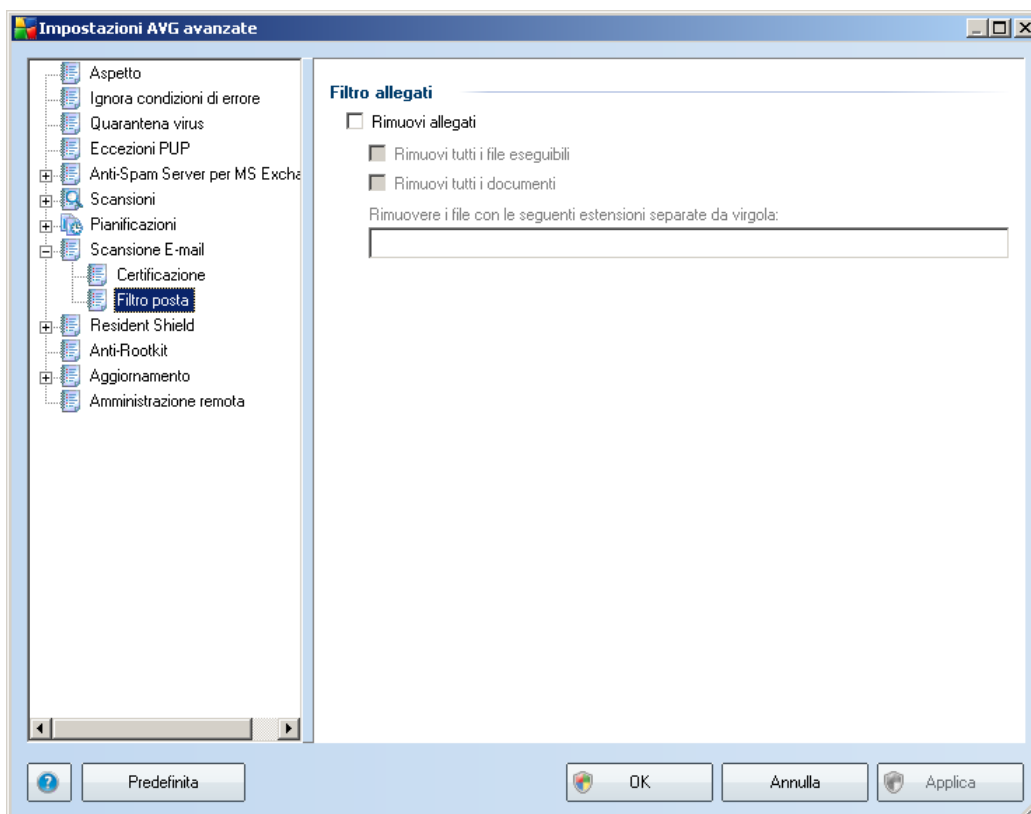 Impostazioni AVG avanzate
Aspetto
Ignora condizioni di errore
Quarantena virus
Eccezioni PUP
Anti-Spam Server per MS Excha
Scansioni
Pianificazioni
Scansione E-mail
Certificazione
Filtro posta
Resident Shield
Anti-Rootkit
Aggiornamento
Amministrazione remota
Filtro allegati
Rimuovi allegati
Rimuovi tutti i file eseguibili
Rimuovi tutti i documenti
Rimuovere i file con le seguenti estensioni separate da virgola:
Predefinita
OK
Annulla
Applica